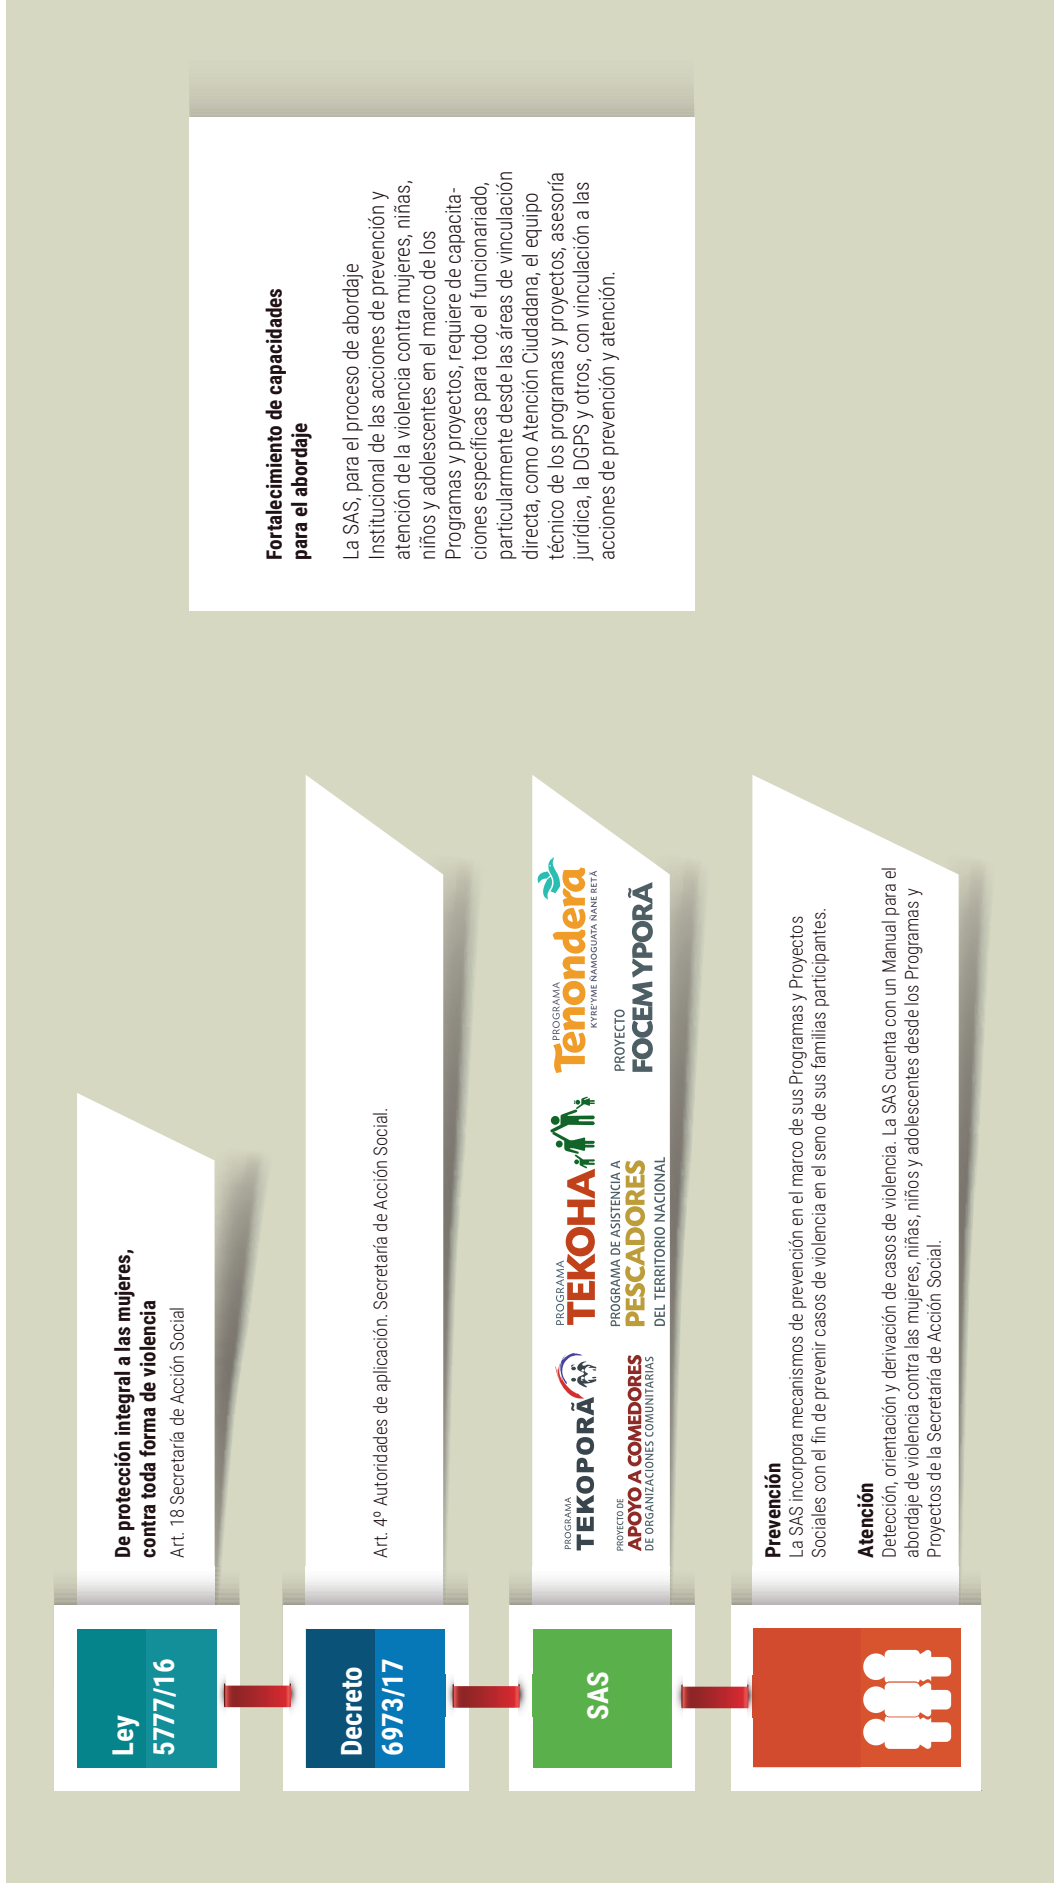 Ley
5777/16
De protección integral a las mujeres,
contra toda forma de violencia
Art. 18 Secretaría de Acción Social
Decreto
6973/17
Art. 4º Autoridades de aplicación. Secretaría de Acción Social.
SAS
PROGRAMA
TEKOPORÃ
PROGRAMA
TEKOHA
PROGRAMA
Tenonderã
KYRE'YME ÑAMOGUATA ÑANE RETÃ
PROYECTO DE
APOYO A COMEDORES
DE ORGANIZACIONES COMUNITARIAS
PROGRAMA DE ASISTENCIA A
PESCADORES
DEL TERRITORIO NACIONAL
PROYECTO
FOCEM YPORÃ
Prevención
La SAS incorpora mecanismos de prevención en el marco de sus Programas y Proyectos
Sociales con el fin de prevenir casos de violencia en el seno de sus familias participantes.
Atención
Detección, orientación y derivación de casos de violencia. La SAS cuenta con un Manual para el
abordaje de violencia contra las mujeres, niñas, niños y adolescentes desde los Programas y
Proyectos de la Secretaría de Acción Social.
Fortalecimiento de capacidades
para el abordaje
La SAS, para el proceso de abordaje
Institucional de las acciones de prevención y
atención de la violencia contra mujeres, niñas,
niños y adolescentes en el marco de los
Programas y proyectos, requiere de capacita-
ciones específicas para todo el funcionariado,
particularmente desde las áreas de vinculación
directa, como Atención Ciudadana, el equipo
técnico de los programas y proyectos, asesoría
jurídica, la DGPS y otros, con vinculación a las
acciones de prevención y atención.